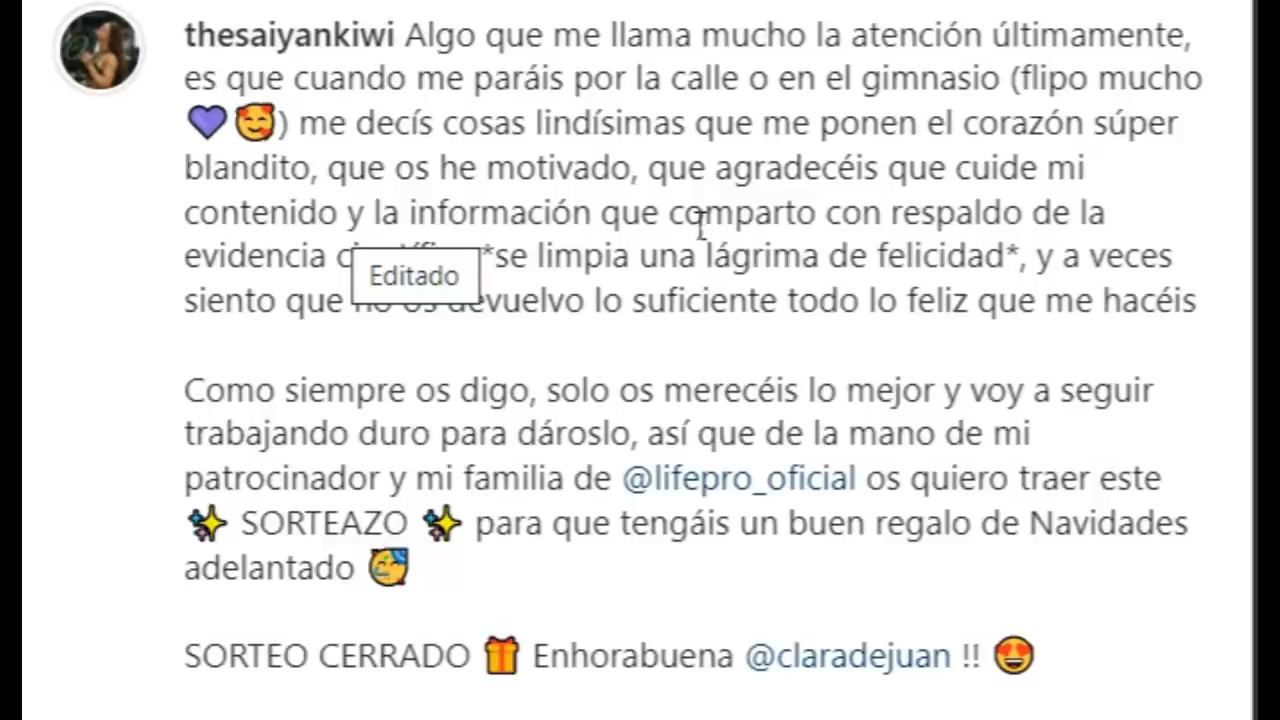 thesaiyankiwi Algo que me llama mucho la atención últimamente,
es que cuando me paráis por la calle o en el gimnasio (flipo mucho
💜🥰) me decís cosas lindísimas que me ponen el corazón súper
blandito, que os he motivado, que agradecéis que cuide mi
contenido y la información que comparto con respaldo de la
evidencia *se limpia una lágrima de felicidad*, y a veces
Editado
siento que no os devuelvo lo suficiente todo lo feliz que me hacéis
Como siempre os digo, solo os merecéis lo mejor y voy a seguir
trabajando duro para dároslo, así que de la mano de mi
patrocinador y mi familia de @lifepro_oficial os quiero traer este
✨ SORTEAZO ✨ para que tengáis un buen regalo de Navidades
adelantado 🥳
SORTEO CERRADO 🎁 Enhorabuena @claradejuan !! 😍